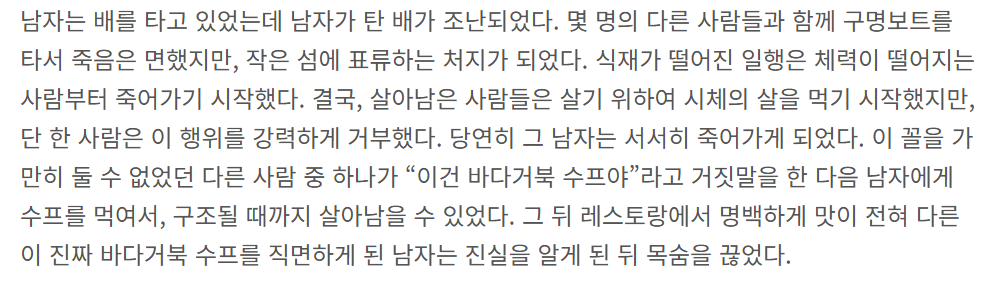 남자는 배를 타고 있었는데 남자가 탄 배가 조난되었다. 몇 명의 다른 사람들과 함께 구명보트를
타서 죽음은 면했지만, 작은 섬에 표류하는 처지가 되었다. 식재가 떨어진 일행은 체력이 떨어지는
사람부터 죽어가기 시작했다. 결국, 살아남은 사람들은 살기 위하여 시체의 살을 먹기 시작했지만,
단 한 사람은 이 행위를 강력하게 거부했다. 당연히 그 남자는 서서히 죽어가게 되었다. 이 꼴을 가
만히 둘 수 없었던 다른 사람 중 하나가 “이건 바다거북 수프야”라고 거짓말을 한 다음 남자에게
수프를 먹여서, 구조될 때까지 살아남을 수 있었다. 그 뒤 레스토랑에서 명백하게 맛이 전혀 다른
이 진짜 바다거북 수프를 직면하게 된 남자는 진실을 알게 된 뒤 목숨을 끊었다.